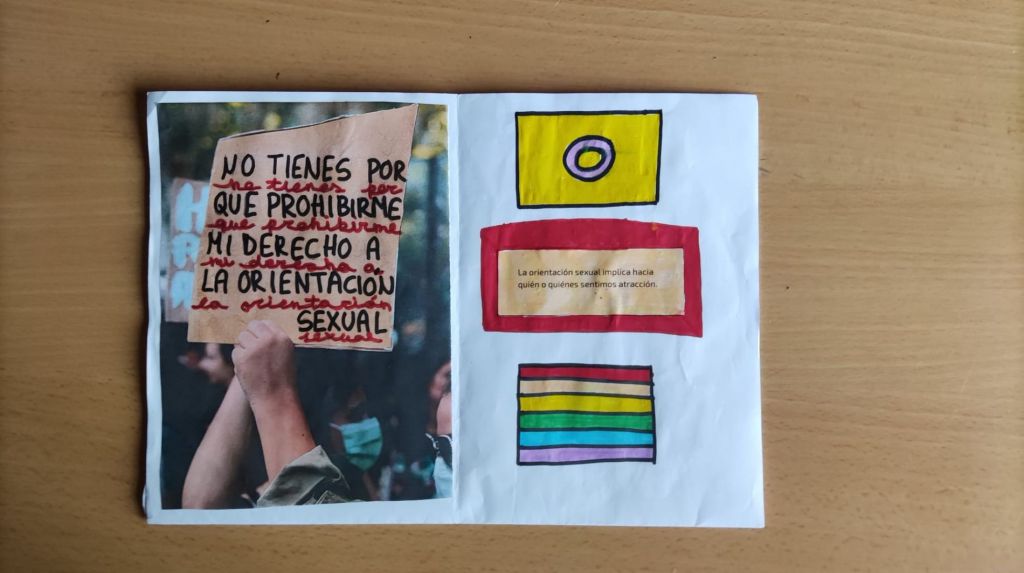 NO TIENES POR
no tienes por
QUE PROHIBIRME
que prohibirme
MI DERECHO A
mi derecho a
LA ORIENTACIÓN
la orientación
SEXUAL
sexual
La orientación sexual implica hacia
quién o quiénes sentimos atracción.